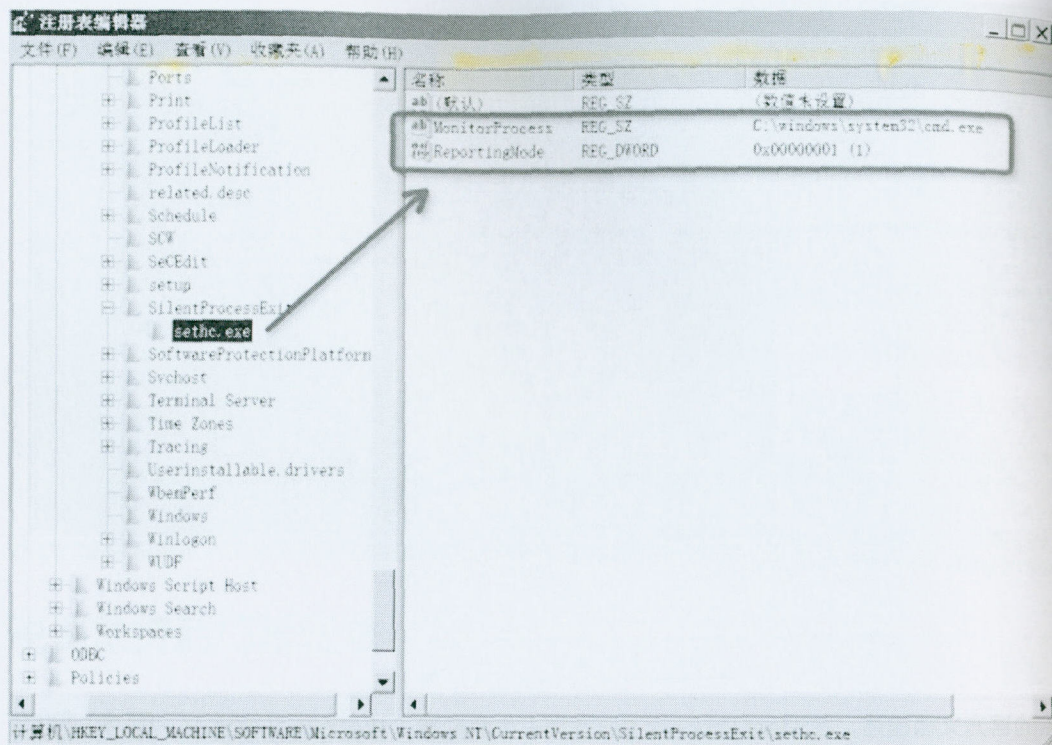 注册表编辑器
文件(F) 编辑(E) 查看(V) 收藏夹(A) 帮助(H)
Ports
Print
ProfileList
ProfileLoader
ProfileNotification
related.desc
Schedule
SCW
SeCEdit
setup
SilentProcessExit
sethc.exe
SoftwareProtectionPlatform
Svchost
Terminal Server
Time Zones
Tracing
Userinstallable.drivers
WbemPerf
Windows
Winlogon
WUDF
Windows Script Host
Windows Search
Workspaces
ODBC
Policies
名称 类型 数据
ab (默认) REG_SZ (数值未设置)
ab MonitorProcess REG_SZ C:\windows\system32\cmd.exe
ReportingMode REG_DWORD 0x00000001 (1)
计算机\HKEY_LOCAL_MACHINE\SOFTWARE\Microsoft\Windows NT\CurrentVersion\SilentProcessExit\sethc.exe